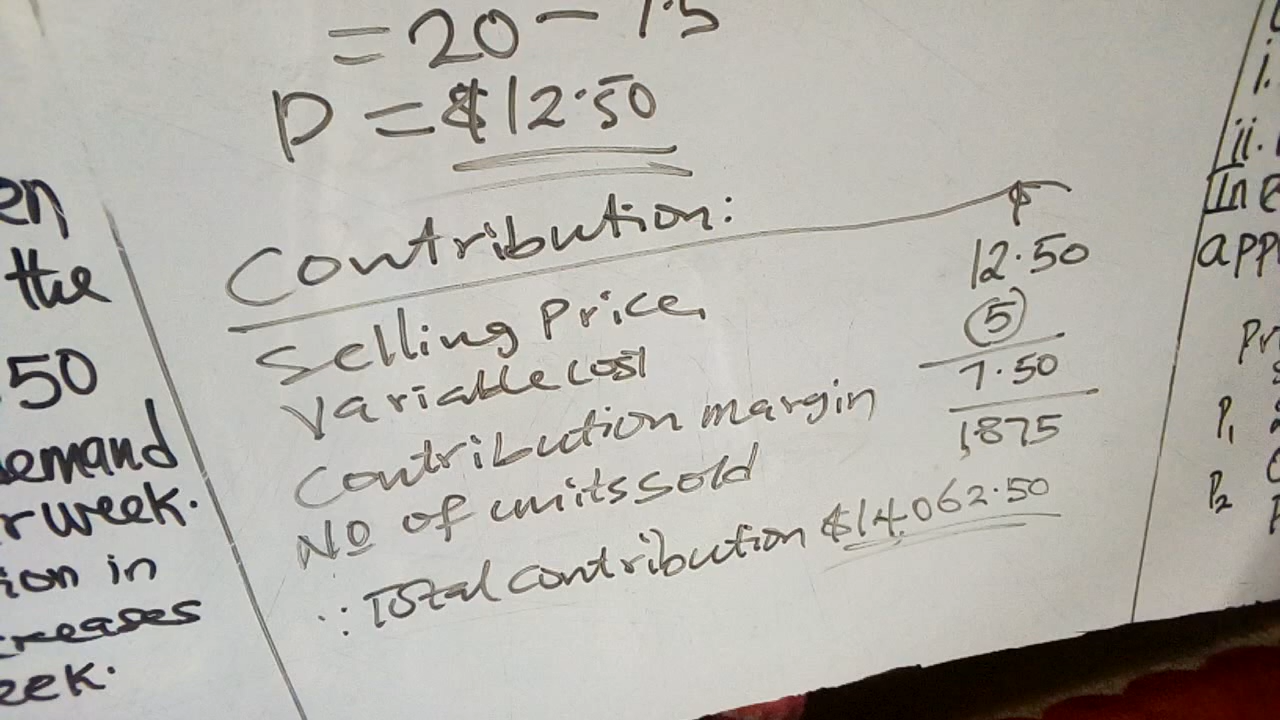 = 20 - 7.5
P = $12.50
Contribution:
$
Selling Price, 12.50
Variable cost (5)
Contribution margin 7.50
No of units sold 1,875
∴ Total contribution $14,062.50
en
the
.50
emand
r week.
ion in
creases
eek.
i.
ii.
In
app
Pr
P1
P2